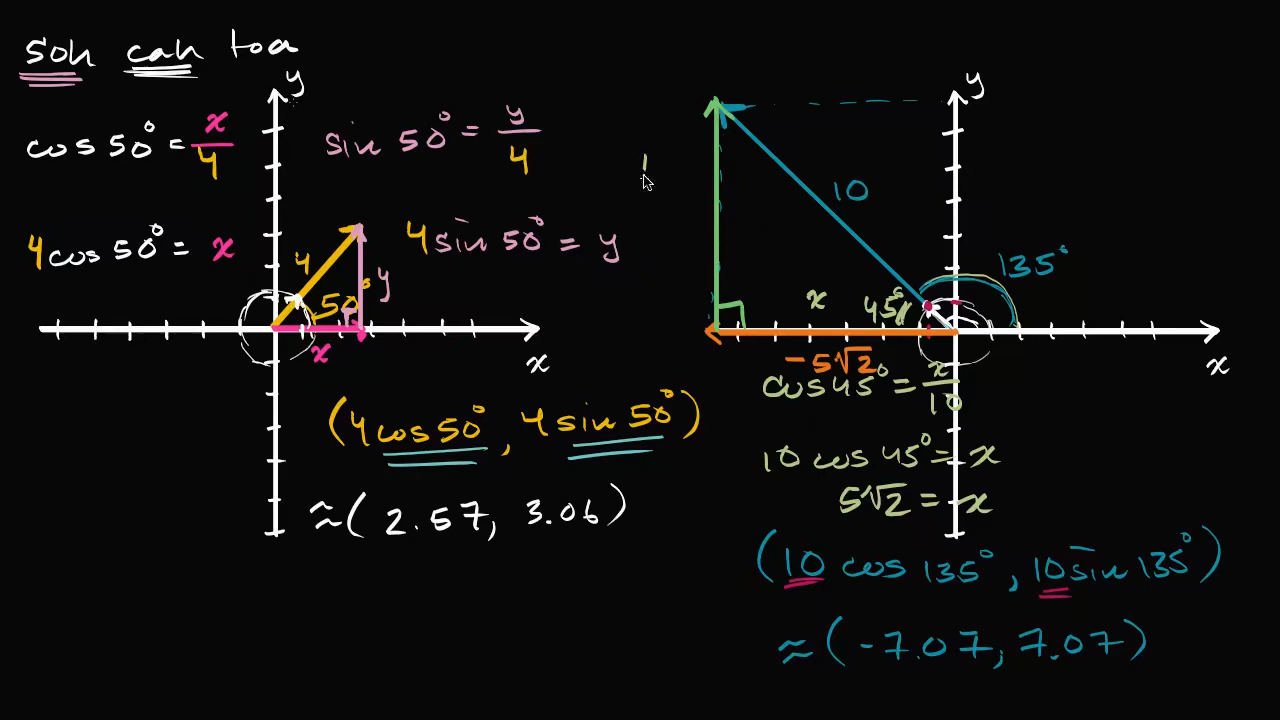 soh cah toa
y
cos 50° = x/4
sin 50° = y/4
4 cos 50° = x
4 sin 50° = y
4
y
50°
x
x
(4 cos 50°, 4 sin 50°)
≈ (2.57, 3.06)
y
10
135°
x
45°
x
-5√2
cos 45° = x/10
10 cos 45° = x
5√2 = x
(10 cos 135°, 10 sin 135°)
≈ (-7.07, 7.07)